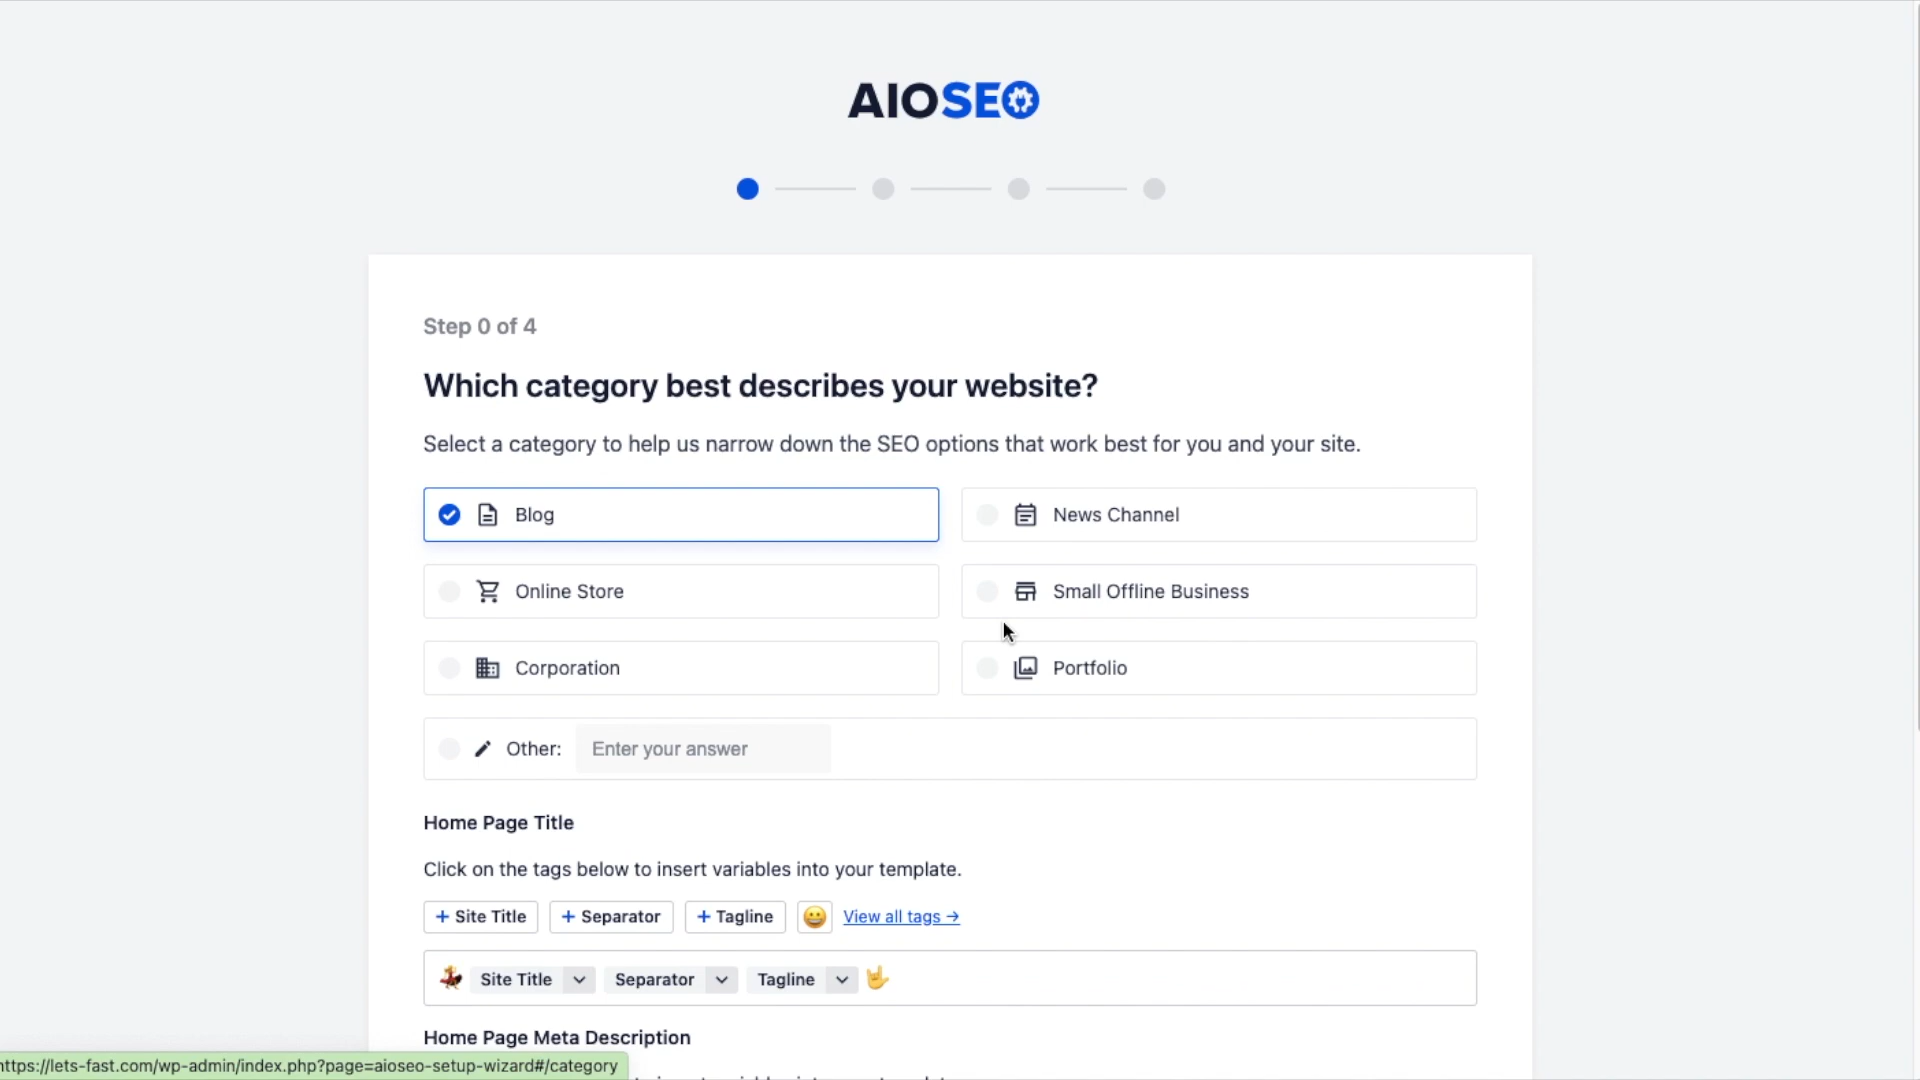 AIOSEO
Step 0 of 4
Which category best describes your website?
Select a category to help us narrow down the SEO options that work best for you and your site.
Blog
News Channel
Online Store
Small Offline Business
Corporation
Portfolio
Other: Enter your answer
Home Page Title
Click on the tags below to insert variables into your template.
+ Site Title + Separator + Tagline 😀 View all tags →
💃 Site Title Separator Tagline 🤟
Home Page Meta Description
https://lets-fast.com/wp-admin/index.php?page=aioseo-setup-wizard#/category